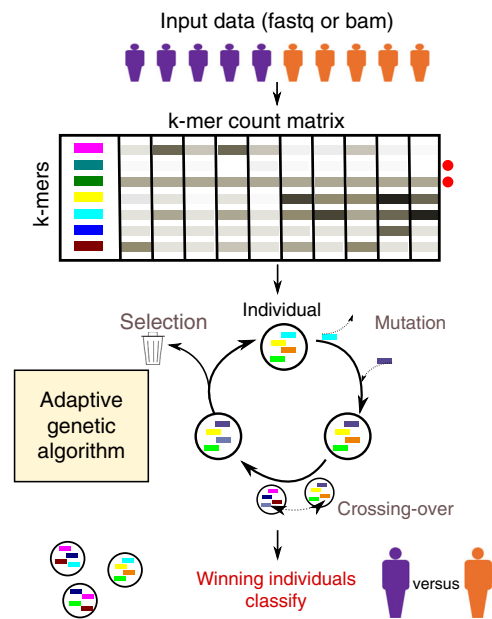 Input data (fastq or bam)
k-mer count matrix
k-mers
Individual
Selection
Mutation
Adaptive
genetic
algorithm
Crossing-over
Winning individuals
classify
versus